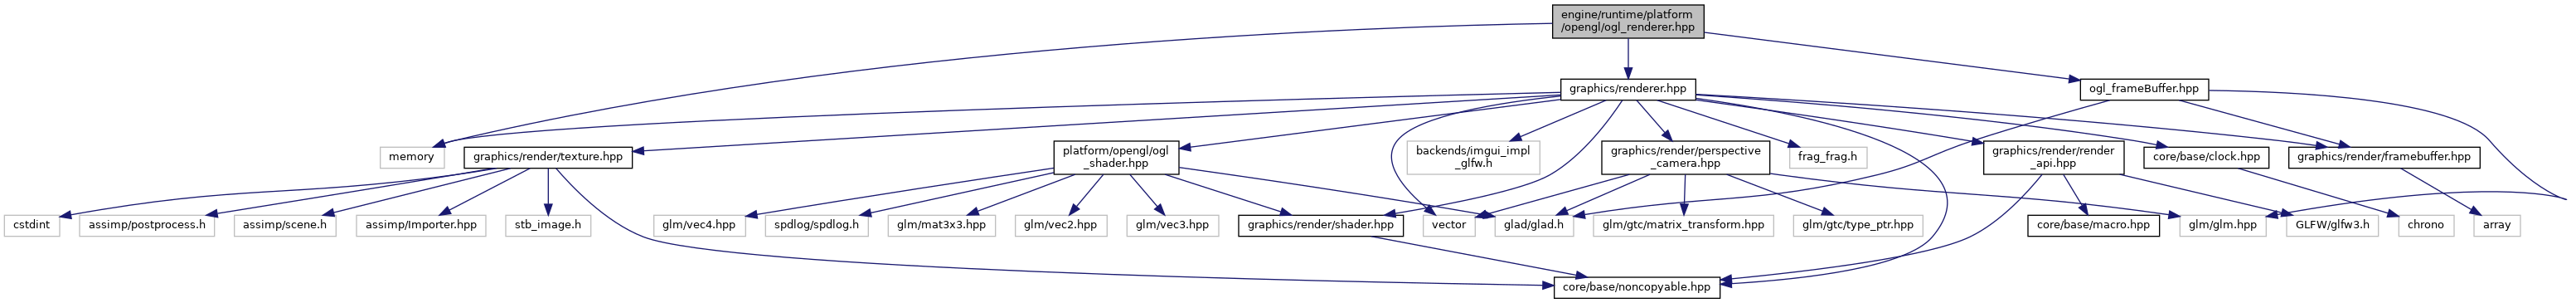 engine/runtime/platform
/opengl/ogl_renderer.hpp
graphics/renderer.hpp
ogl_frameBuffer.hpp
memory
graphics/render/texture.hpp
platform/opengl/ogl
_shader.hpp
backends/imgui_impl
_glfw.h
graphics/render/perspective
_camera.hpp
frag_frag.h
graphics/render/render
_api.hpp
core/base/clock.hpp
graphics/render/framebuffer.hpp
cstdint
assimp/postprocess.h
assimp/scene.h
assimp/Importer.hpp
stb_image.h
glm/vec4.hpp
spdlog/spdlog.h
glm/mat3x3.hpp
glm/vec2.hpp
glm/vec3.hpp
graphics/render/shader.hpp
vector
glad/glad.h
glm/gtc/matrix_transform.hpp
glm/gtc/type_ptr.hpp
core/base/macro.hpp
glm/glm.hpp
GLFW/glfw3.h
chrono
array
core/base/noncopyable.hpp